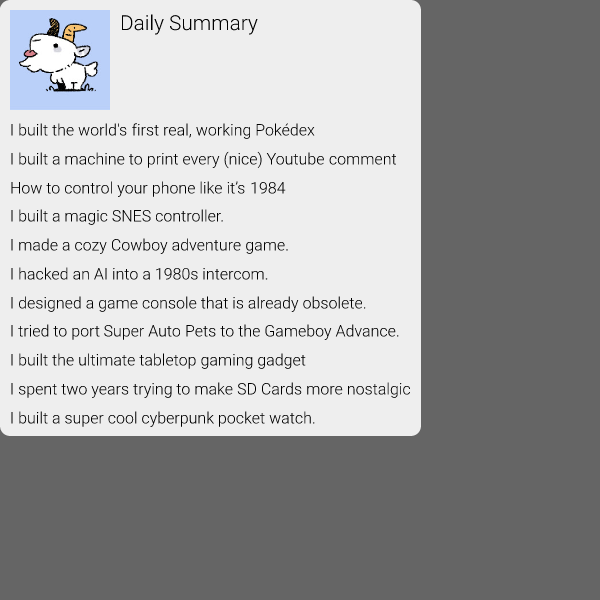 Daily Summary
I built the world's first real, working Pokédex
I built a machine to print every (nice) Youtube comment
How to control your phone like it’s 1984
I built a magic SNES controller.
I made a cozy Cowboy adventure game.
I hacked an AI into a 1980s intercom.
I designed a game console that is already obsolete.
I tried to port Super Auto Pets to the Gameboy Advance.
I built the ultimate tabletop gaming gadget
I spent two years trying to make SD Cards more nostalgic
I built a super cool cyberpunk pocket watch.